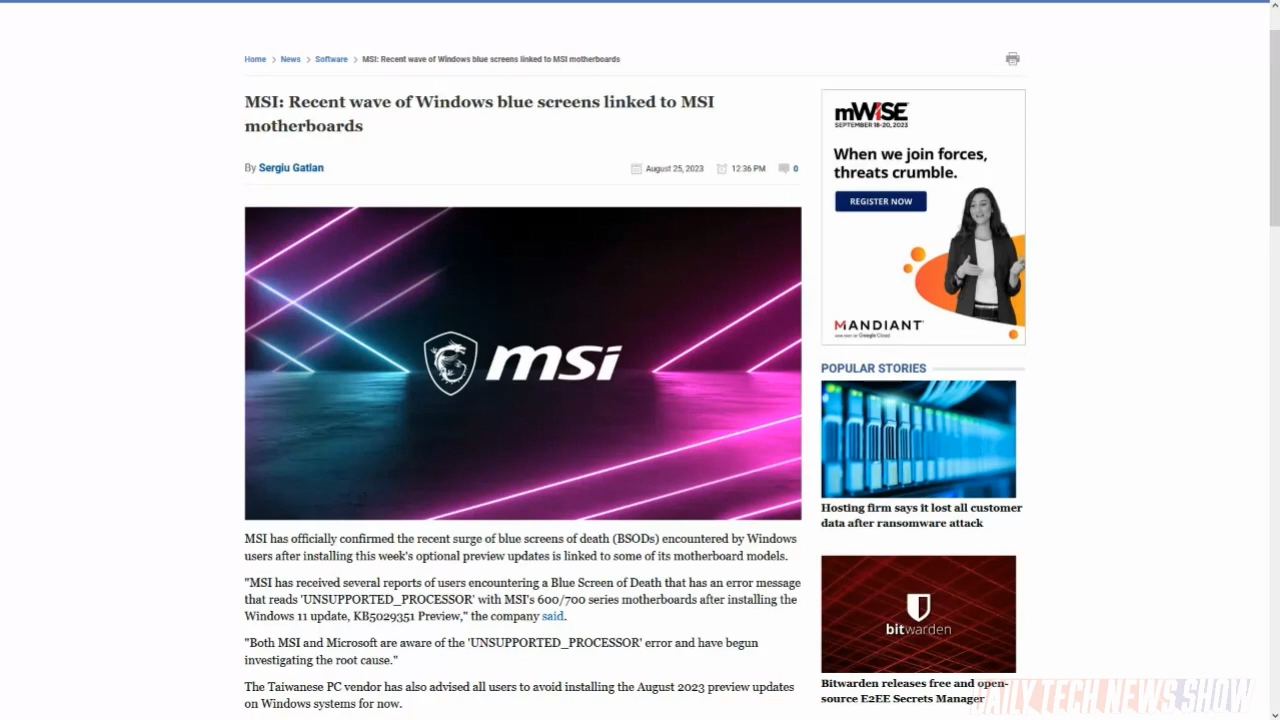 Home > News > Software > MSI: Recent wave of Windows blue screens linked to MSI motherboards
MSI: Recent wave of Windows blue screens linked to MSI
motherboards
By Sergiu Gatlan
August 25, 2023 12:36 PM 0
msi
MSI has officially confirmed the recent surge of blue screens of death (BSODs) encountered by Windows
users after installing this week's optional preview updates is linked to some of its motherboard models.
"MSI has received several reports of users encountering a Blue Screen of Death that has an error message
that reads 'UNSUPPORTED_PROCESSOR' with MSI's 600/700 series motherboards after installing the
Windows 11 update, KB5029351 Preview," the company said.
"Both MSI and Microsoft are aware of the 'UNSUPPORTED_PROCESSOR' error and have begun
investigating the root cause."
The Taiwanese PC vendor has also advised all users to avoid installing the August 2023 preview updates
on Windows systems for now.
mWISE
SEPTEMBER 18-20, 2023
When we join forces,
threats crumble.
REGISTER NOW
MANDIANT
NOW PART OF Google Cloud
POPULAR STORIES
Hosting firm says it lost all customer
data after ransomware attack
bitwarden
Bitwarden releases free and open-
source E2EE Secrets Manager
DAILY TECH NEWS SHOW